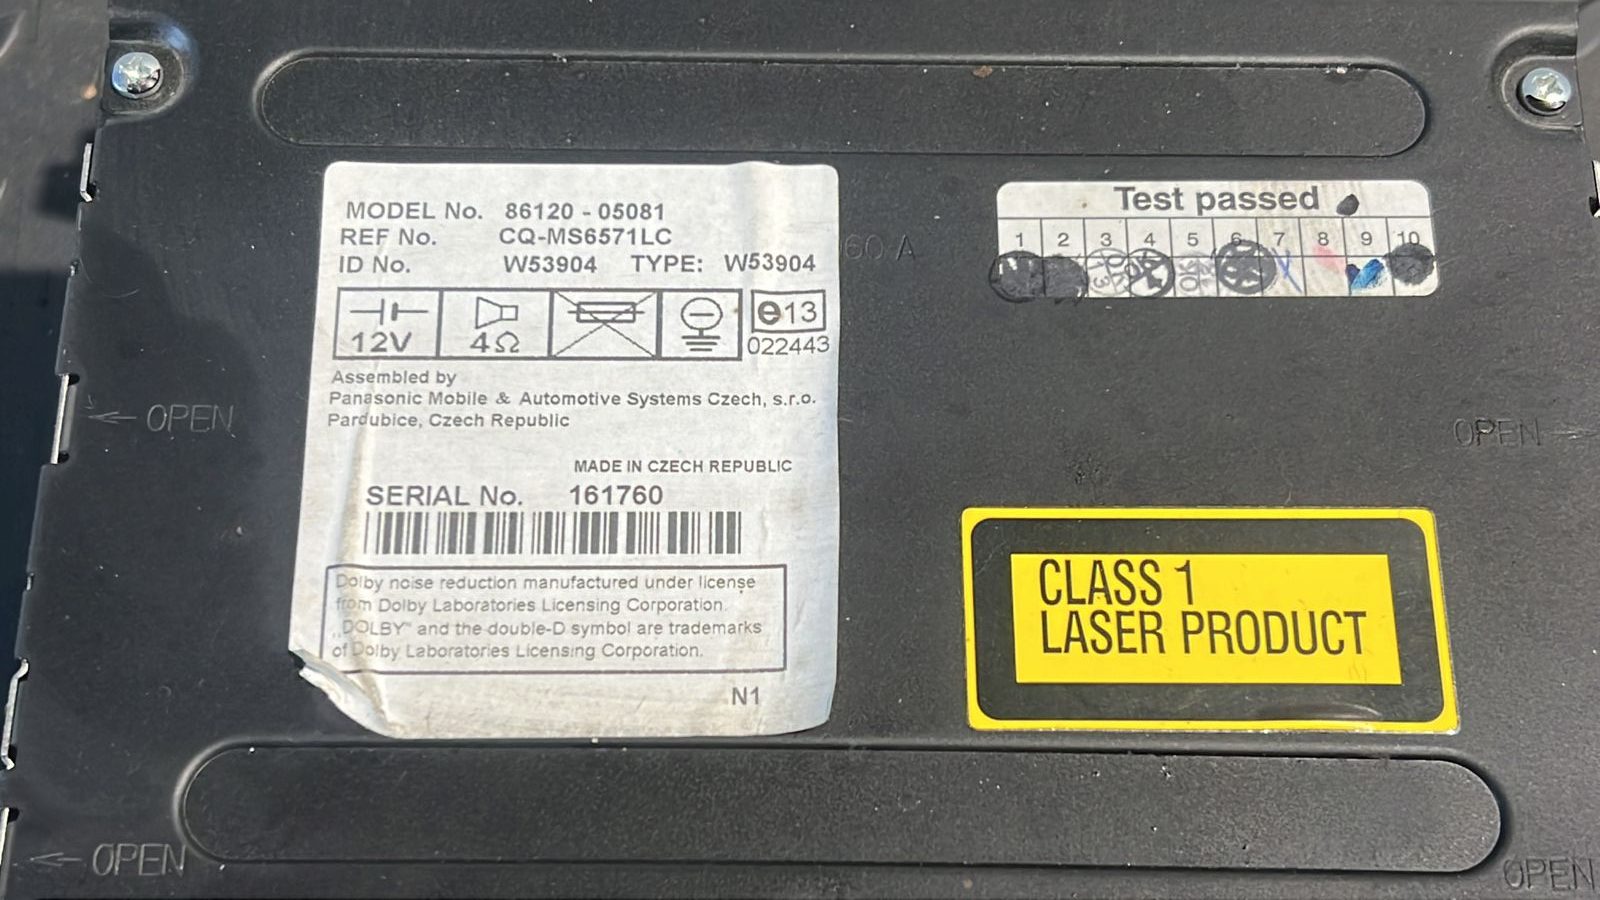 MODEL No. 86120 - 05081
REF No. CQ-MS6571LC
ID No. W53904 TYPE: W53904
12V 4Ω e13
022443
Assembled by
Panasonic Mobile & Automotive Systems Czech, s.r.o.
Pardubice, Czech Republic
MADE IN CZECH REPUBLIC
SERIAL No. 161760
Dolby noise reduction manufactured under license
from Dolby Laboratories Licensing Corporation.
„DOLBY“ and the double-D symbol are trademarks
of Dolby Laboratories Licensing Corporation.
N1
60 A
Test passed
1 2 3 4 5 6 7 8 9 10
CLASS 1
LASER PRODUCT
← OPEN
OPEN →
← OPEN
OPEN